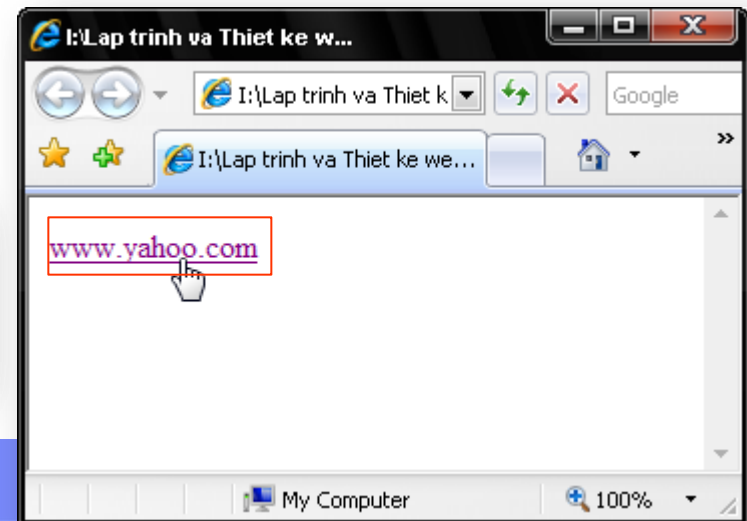 I:\Lap trinh va Thiet ke w...
I:\Lap trinh va Thiet k
Google
I:\Lap trinh va Thiet ke we...
»
www.yahoo.com
My Computer
100%